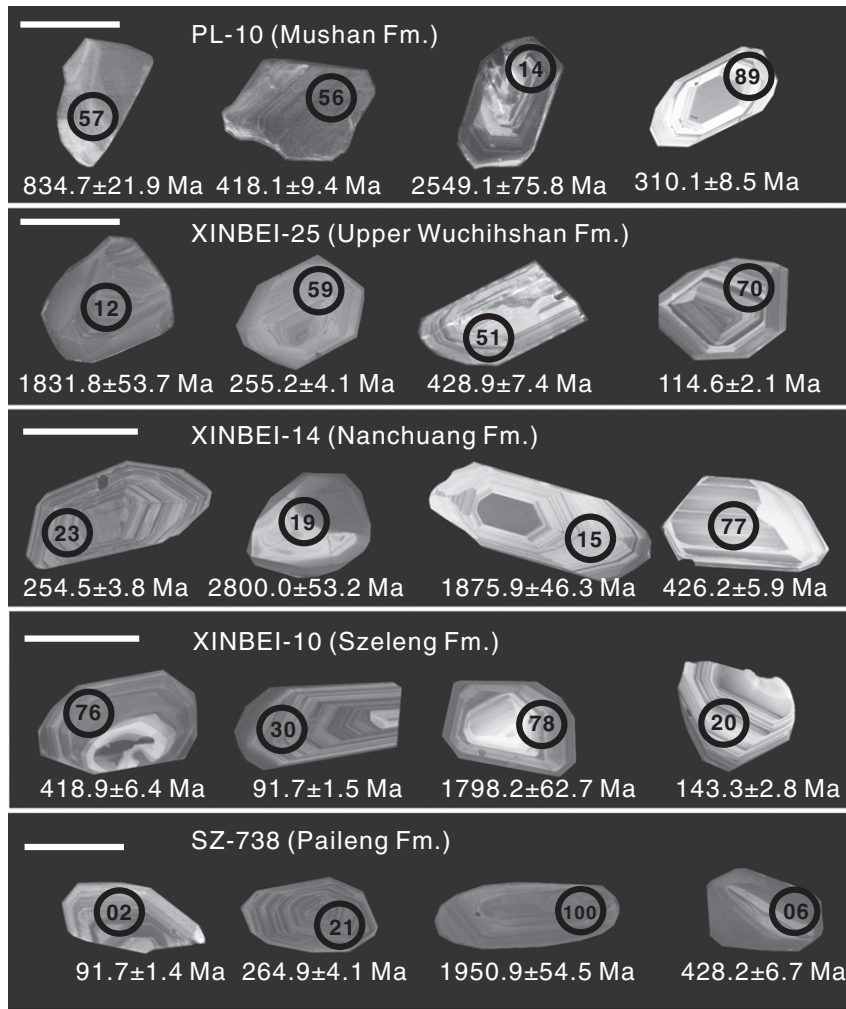 PL-10 (Mushan Fm.)
57 56 14 89
834.7±21.9 Ma 418.1±9.4 Ma 2549.1±75.8 Ma 310.1±8.5 Ma
XINBEI-25 (Upper Wuchihshan Fm.)
12 59 51 70
1831.8±53.7 Ma 255.2±4.1 Ma 428.9±7.4 Ma 114.6±2.1 Ma
XINBEI-14 (Nanchuang Fm.)
23 19 15 77
254.5±3.8 Ma 2800.0±53.2 Ma 1875.9±46.3 Ma 426.2±5.9 Ma
XINBEI-10 (Szeleng Fm.)
76 30 78 20
418.9±6.4 Ma 91.7±1.5 Ma 1798.2±62.7 Ma 143.3±2.8 Ma
SZ-738 (Paileng Fm.)
02 21 100 06
91.7±1.4 Ma 264.9±4.1 Ma 1950.9±54.5 Ma 428.2±6.7 Ma